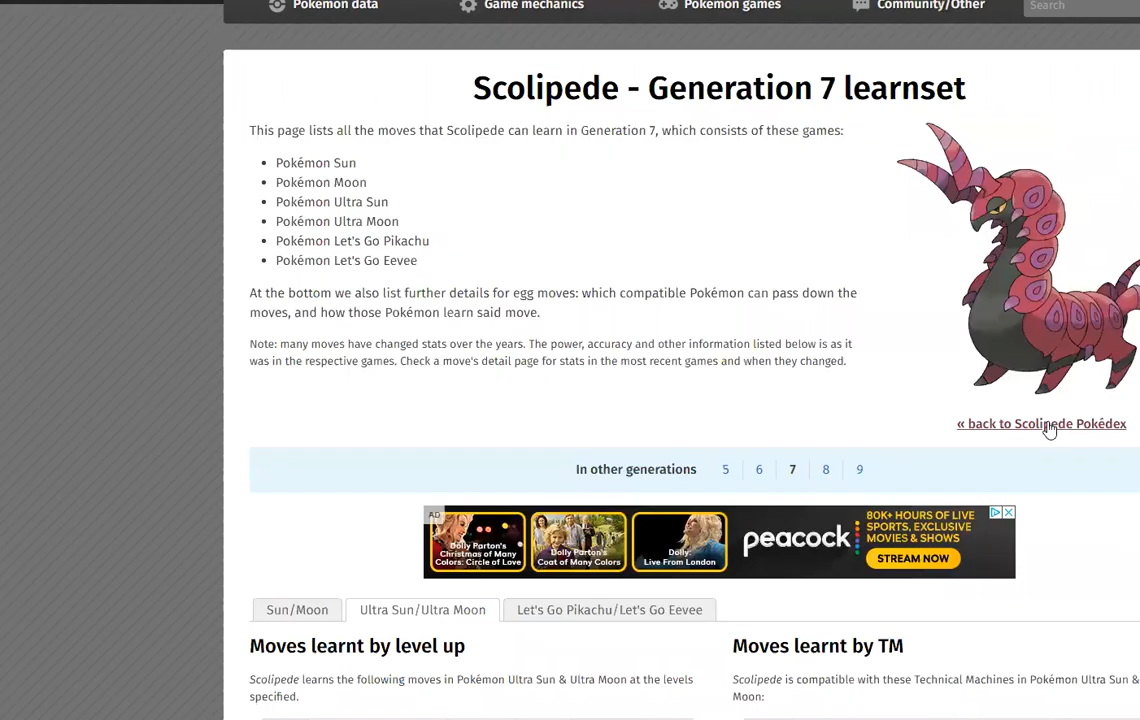 Pokémon data
Game mechanics
Pokémon games
Community/Other
Search
Scolipede - Generation 7 learnset
This page lists all the moves that Scolipede can learn in Generation 7, which consists of these games:
• Pokémon Sun
• Pokémon Moon
• Pokémon Ultra Sun
• Pokémon Ultra Moon
• Pokémon Let's Go Pikachu
• Pokémon Let's Go Eevee
At the bottom we also list further details for egg moves: which compatible Pokémon can pass down the
moves, and how those Pokémon learn said move.
Note: many moves have changed stats over the years. The power, accuracy and other information listed below is as it
was in the respective games. Check a move's detail page for stats in the most recent games and when they changed.
« back to Scolipede Pokédex
In other generations 5 6 7 8 9
AD
Dolly Parton's
Christmas of Many
Colors: Circle of Love
Dolly Parton's
Coat of Many Colors
Dolly:
Live From London
peacock
80K+ HOURS OF LIVE
SPORTS, EXCLUSIVE
MOVIES & SHOWS
STREAM NOW
Sun/Moon
Ultra Sun/Ultra Moon
Let's Go Pikachu/Let's Go Eevee
Moves learnt by level up
Scolipede learns the following moves in Pokémon Ultra Sun & Ultra Moon at the levels
specified.
Moves learnt by TM
Scolipede is compatible with these Technical Machines in Pokémon Ultra Sun &
Moon: